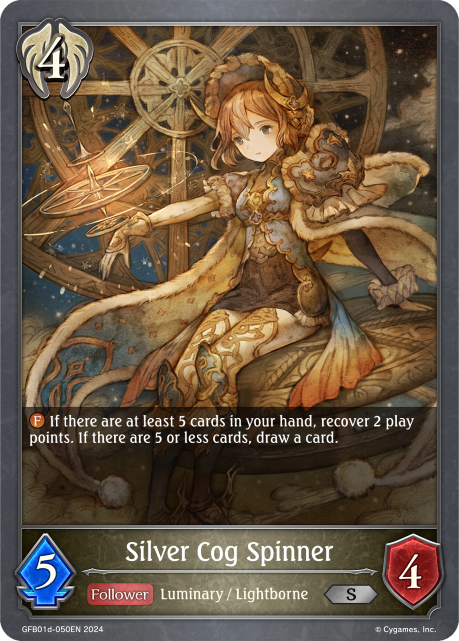 4
F If there are at least 5 cards in your hand, recover 2 play
points. If there are 5 or less cards, draw a card.
Silver Cog Spinner
5
Follower Luminary / Lightborne S
4
GFB01d-050EN 2024 © Cygames, Inc.